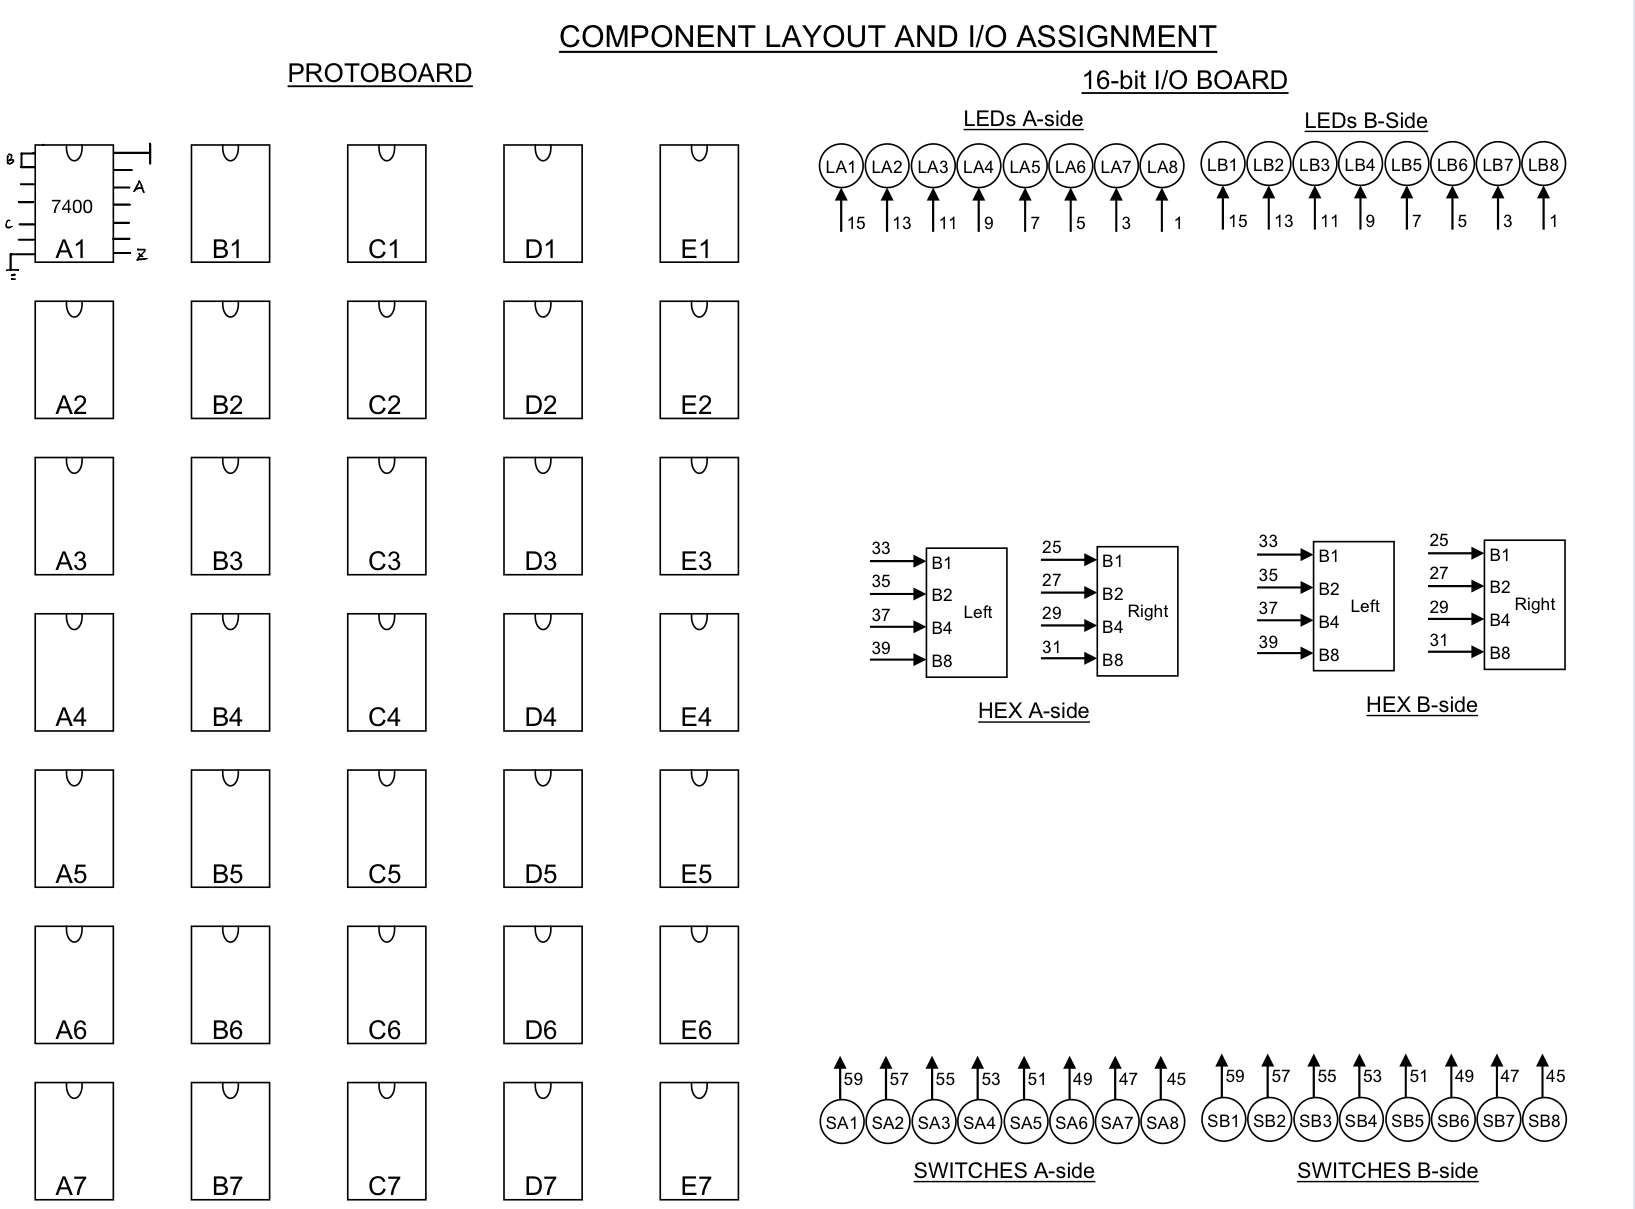 COMPONENT LAYOUT AND I/O ASSIGNMENT
PROTOBOARD
16-bit I/O BOARD
LEDs A-side
LEDs B-Side
B
A
7400
C
Z
A1 B1 C1 D1 E1
LA1 LA2 LA3 LA4 LA5 LA6 LA7 LA8 LB1 LB2 LB3 LB4 LB5 LB6 LB7 LB8
15 13 11 9 7 5 3 1 15 13 11 9 7 5 3 1
A2 B2 C2 D2 E2
A3 B3 C3 D3 E3
33 B1 25 B1 33 B1 25 B1
35 B2 27 B2 35 B2 27 B2
Left Right Left Right
37 B4 29 B4 37 B4 29 B4
39 B8 31 B8 39 B8 31 B8
HEX A-side
HEX B-side
A4 B4 C4 D4 E4
A5 B5 C5 D5 E5
A6 B6 C6 D6 E6
59 57 55 53 51 49 47 45 59 57 55 53 51 49 47 45
SA1 SA2 SA3 SA4 SA5 SA6 SA7 SA8 SB1 SB2 SB3 SB4 SB5 SB6 SB7 SB8
SWITCHES A-side
SWITCHES B-side
A7 B7 C7 D7 E7